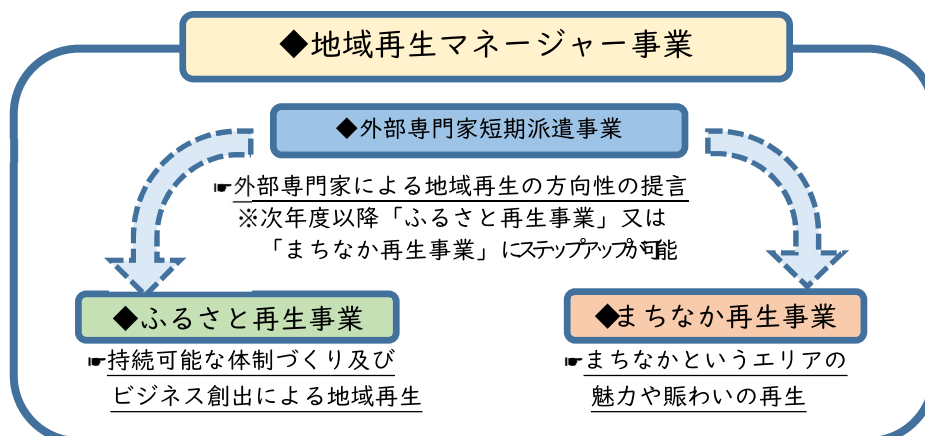 ◆地域再生マネージャー事業
◆外部専門家短期派遣事業
☛外部専門家による地域再生の方向性の提言
※次年度以降「ふるさと再生事業」又は
「まちなか再生事業」にステップアップが可能
◆ふるさと再生事業
☛持続可能な体制づくり及び
ビジネス創出による地域再生
◆まちなか再生事業
☛まちなかというエリアの
魅力や賑わいの再生